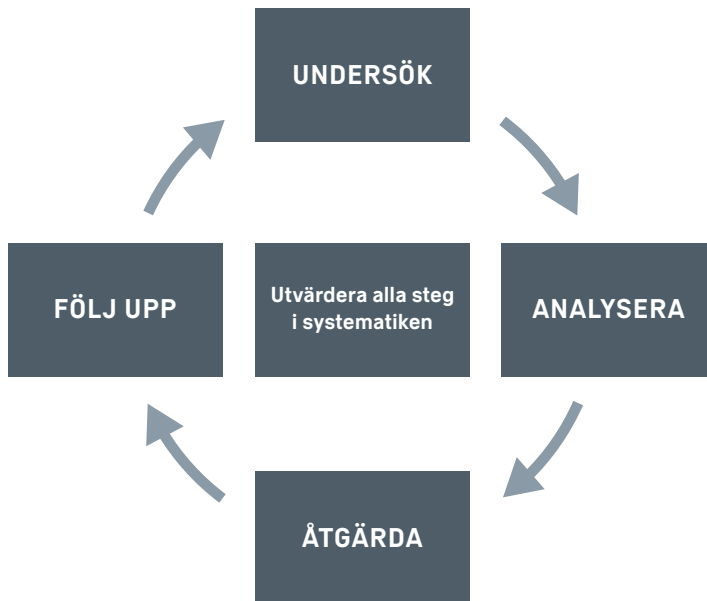 UNDERSÖK
FÖLJ UPP
Utvärdera alla steg
i systematiken
ANALYSERA
ÅTGÄRDA